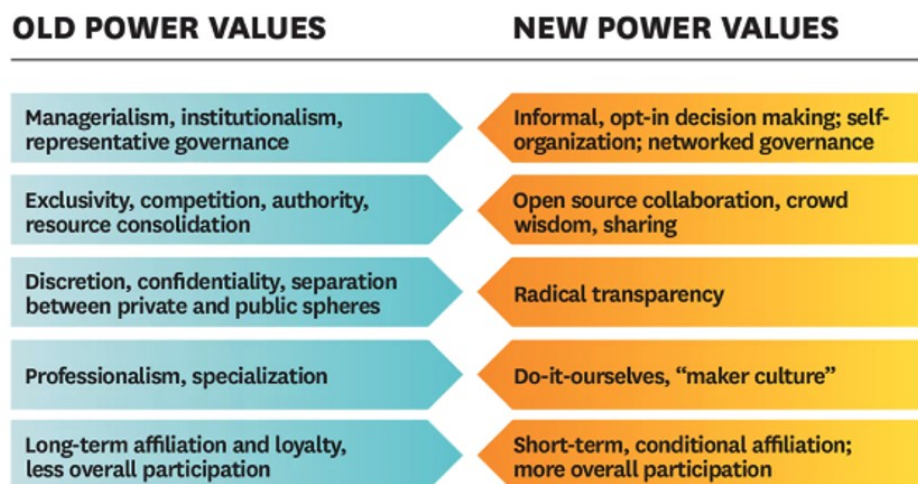 OLD POWER VALUES
NEW POWER VALUES
Managerialism, institutionalism,
representative governance
Informal, opt-in decision making; self-
organization; networked governance
Exclusivity, competition, authority,
resource consolidation
Open source collaboration, crowd
wisdom, sharing
Discretion, confidentiality, separation
between private and public spheres
Radical transparency
Professionalism, specialization
Do-it-ourselves, “maker culture”
Long-term affiliation and loyalty,
less overall participation
Short-term, conditional affiliation;
more overall participation